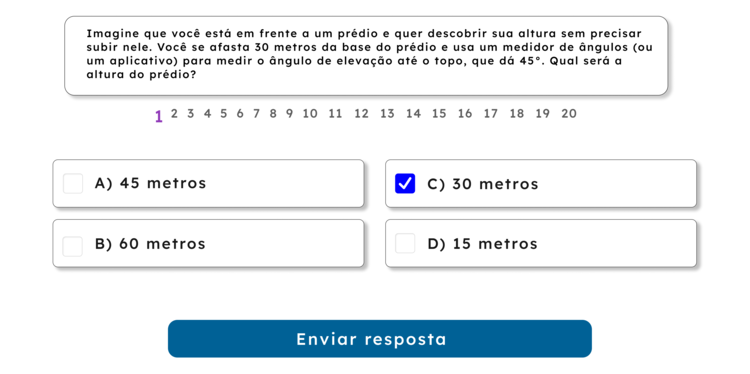 Imagine que você está em frente a um prédio e quer descobrir sua altura sem precisar
subir nele. Você se afasta 30 metros da base do prédio e usa um medidor de ângulos (ou
um aplicativo) para medir o ângulo de elevação até o topo, que dá 45°. Qual será a
altura do prédio?
1 2 3 4 5 6 7 8 9 10 11 12 13 14 15 16 17 18 19 20
A) 45 metros
C) 30 metros
B) 60 metros
D) 15 metros
Enviar resposta